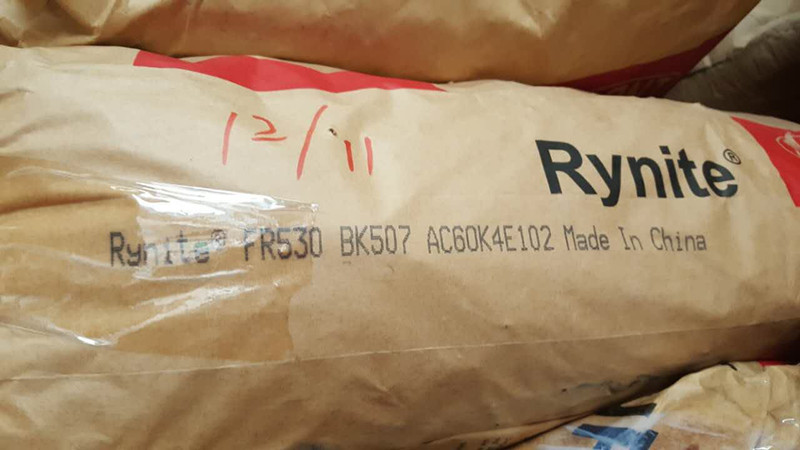 12/11
Rynite®
Rynite® FR530 BK507 AC60K4E102 Made In China